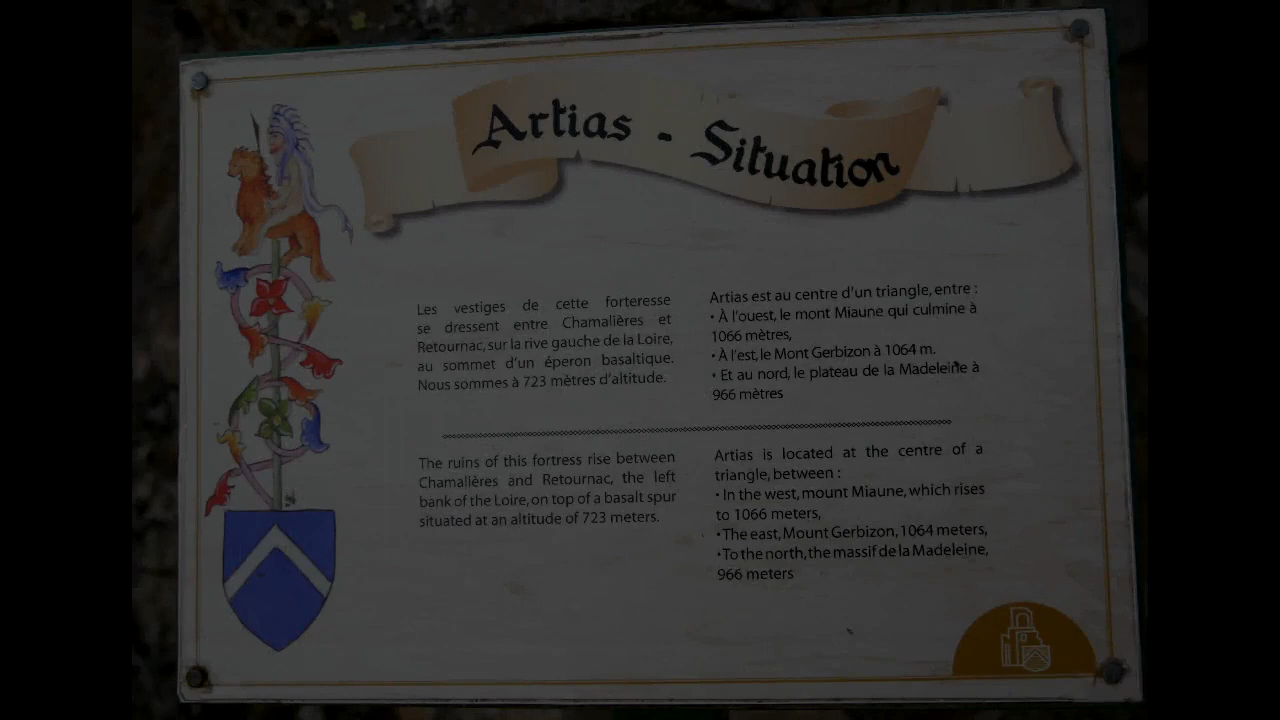 Artias - Situation
Les vestiges de cette forteresse
se dressent entre Chamalières et
Retournac, sur la rive gauche de la Loire,
au sommet d'un éperon basaltique.
Nous sommes à 723 mètres d'altitude.
Artias est au centre d'un triangle, entre :
• À l'ouest, le mont Miaune qui culmine à
1066 mètres,
• À l'est, le Mont Gerbizon à 1064 m.
• Et au nord, le plateau de la Madeleine à
966 mètres
The ruins of this fortress rise between
Chamalières and Retournac, the left
bank of the Loire, on top of a basalt spur
situated at an altitude of 723 meters.
Artias is located at the centre of a
triangle, between :
• In the west, mount Miaune, which rises
to 1066 meters,
• The east, Mount Gerbizon, 1064 meters,
• To the north, the massif de la Madeleine,
966 meters